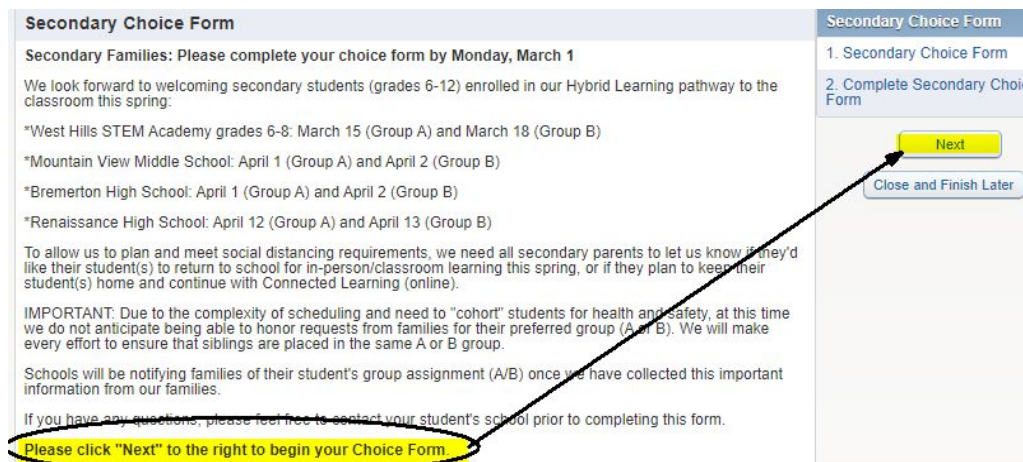 Secondary Choice Form
Secondary Families: Please complete your choice form by Monday, March 1
We look forward to welcoming secondary students (grades 6-12) enrolled in our Hybrid Learning pathway to the
classroom this spring:
*West Hills STEM Academy grades 6-8: March 15 (Group A) and March 18 (Group B)
*Mountain View Middle School: April 1 (Group A) and April 2 (Group B)
*Bremerton High School: April 1 (Group A) and April 2 (Group B)
*Renaissance High School: April 12 (Group A) and April 13 (Group B)
To allow us to plan and meet social distancing requirements, we need all secondary parents to let us know if they'd
like their student(s) to return to school for in-person/classroom learning this spring, or if they plan to keep their
student(s) home and continue with Connected Learning (online).
IMPORTANT: Due to the complexity of scheduling and need to "cohort" students for health and safety, at this time
we do not anticipate being able to honor requests from families for their preferred group (A or B). We will make
every effort to ensure that siblings are placed in the same A or B group.
Schools will be notifying families of their student's group assignment (A/B) once we have collected this important
information from our families.
If you have any questions, please feel free to contact your student's school prior to completing this form.
Please click "Next" to the right to begin your Choice Form.
Secondary Choice Form
1. Secondary Choice Form
2. Complete Secondary Choi
Form
Next
Close and Finish Later